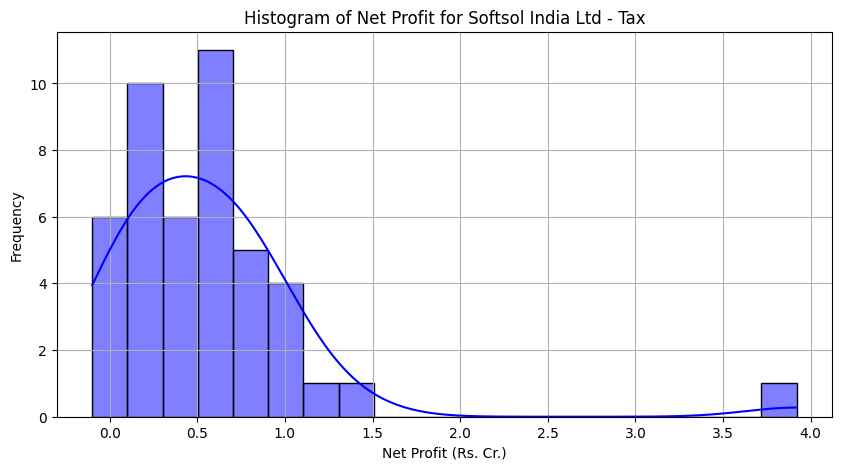 Histogram of Net Profit for Softsol India Ltd - Tax
Frequency
10
8
6
4
2
0
0.0 0.5 1.0 1.5 2.0 2.5 3.0 3.5 4.0
Net Profit (Rs. Cr.)